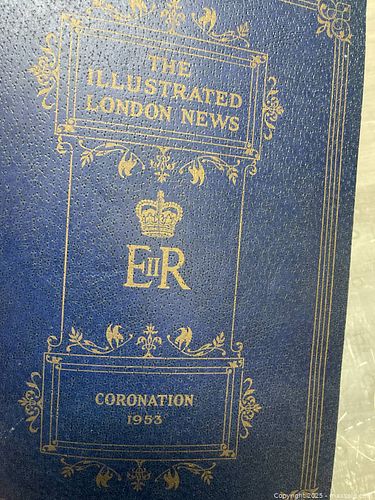 THE
ILLUSTRATED
LONDON NEWS
EIIR
CORONATION
1953